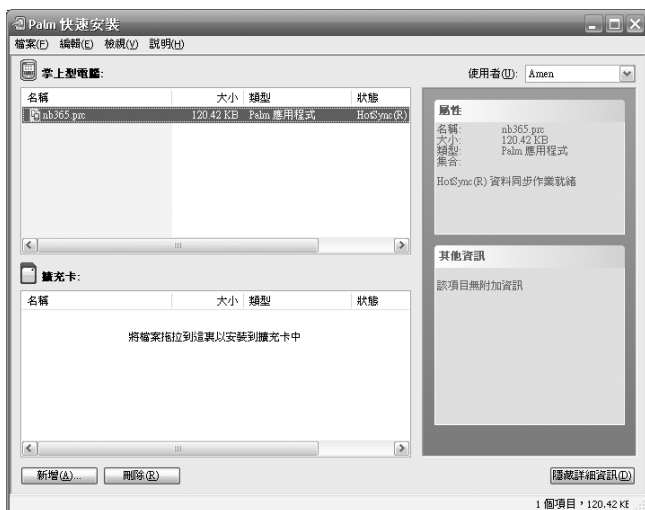 Palm 快速安裝
檔案(F) 編輯(E) 檢視(V) 說明(H)
掌上型電腦:
使用者(U): Amen
名稱 大小 類型 狀態
nb365.prc 120.42 KB Palm 應用程式 HotSync(R)
屬性
名稱: nb365.prc
大小: 120.42 KB
類型: Palm 應用程式
集合:
HotSync(R) 資料同步作業就緒
擴充卡:
名稱 大小 類型 狀態
將檔案拖拉到這裏以安裝到擴充卡中
其他資訊
該項目無附加資訊
新增(A)... 刪除(R)
隱藏詳細資訊(D)
1 個項目，120.42 KE